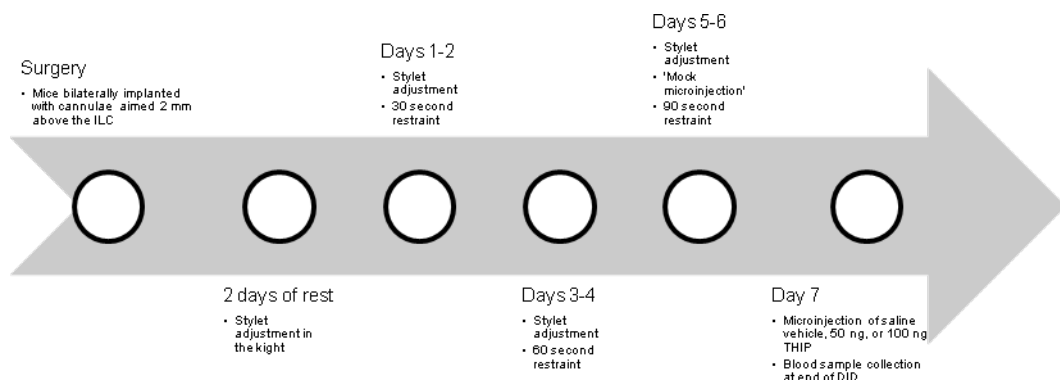 Surgery
• Mice bilaterally implanted
with cannulae aimed 2 mm
above the ILC
2 days of rest
• Stylet
adjustment in
the kight
Days 1-2
• Stylet
adjustment
• 30 second
restraint
Days 3-4
• Stylet
adjustment
• 60 second
restraint
Days 5-6
• Stylet
adjustment
• 'Mock
microinjection'
• 90 second
restraint
Day 7
• Microinjection of saline
vehicle, 50 ng, or 100 ng
THIP
• Blood sample collection
at end of DID